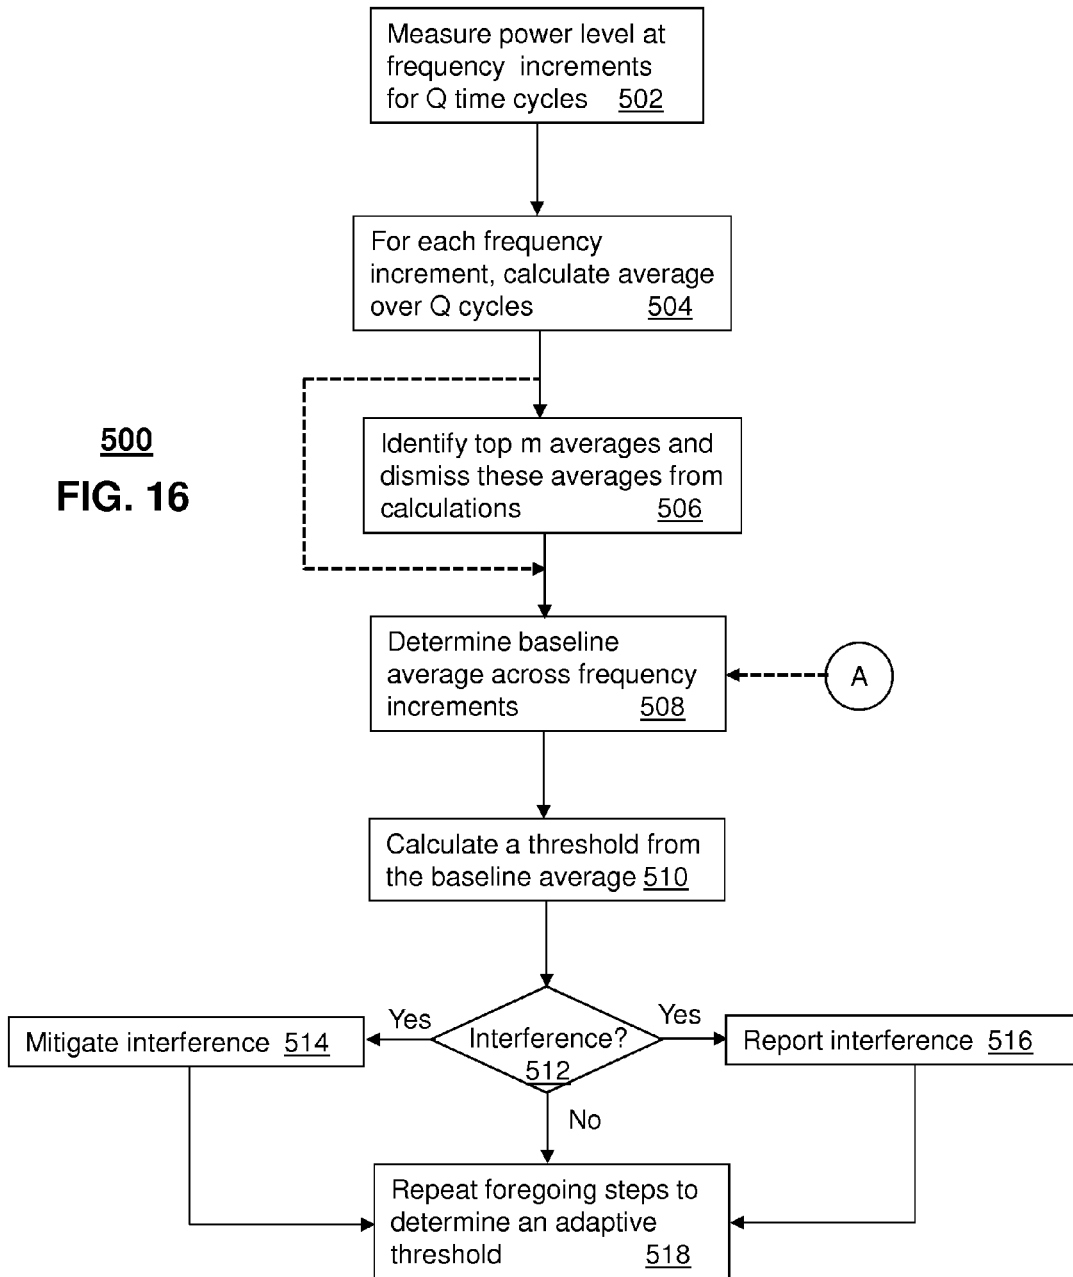 Measure power level at
frequency increments
for Q time cycles 502
For each frequency
increment, calculate average
over Q cycles 504
500
FIG. 16
Identify top m averages and
dismiss these averages from
calculations 506
Determine baseline
average across frequency
increments 508
A
Calculate a threshold from
the baseline average 510
Yes
Interference?
512
Yes
Mitigate interference 514
Report interference 516
No
Repeat foregoing steps to
determine an adaptive
threshold 518